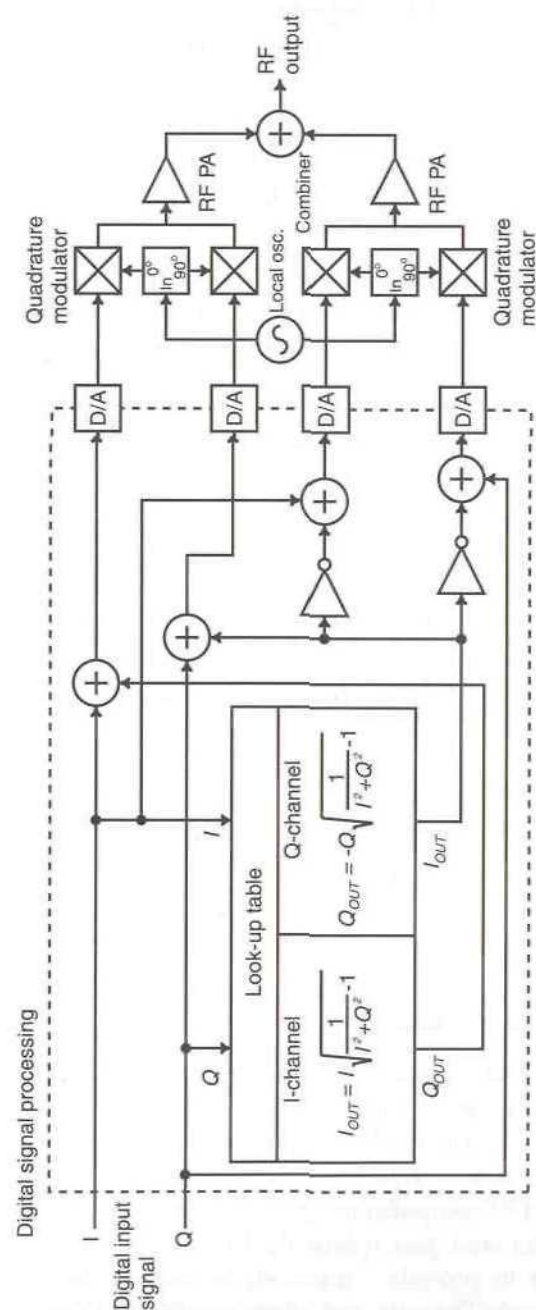 Digital signal processing
Digital input
signal
I
Q
Q
I
Look-up table
I-channel
I_OUT = I√(1/(I²+Q²)-1)
Q-channel
Q_OUT = -Q√(1/(I²+Q²)-1)
Q_OUT
I_OUT
+
+
+
+
D/A
D/A
D/A
D/A
Quadrature
modulator
0°
In
90°
Local osc.
0°
In
90°
Quadrature
modulator
RF PA
Combiner
RF PA
+
RF
output